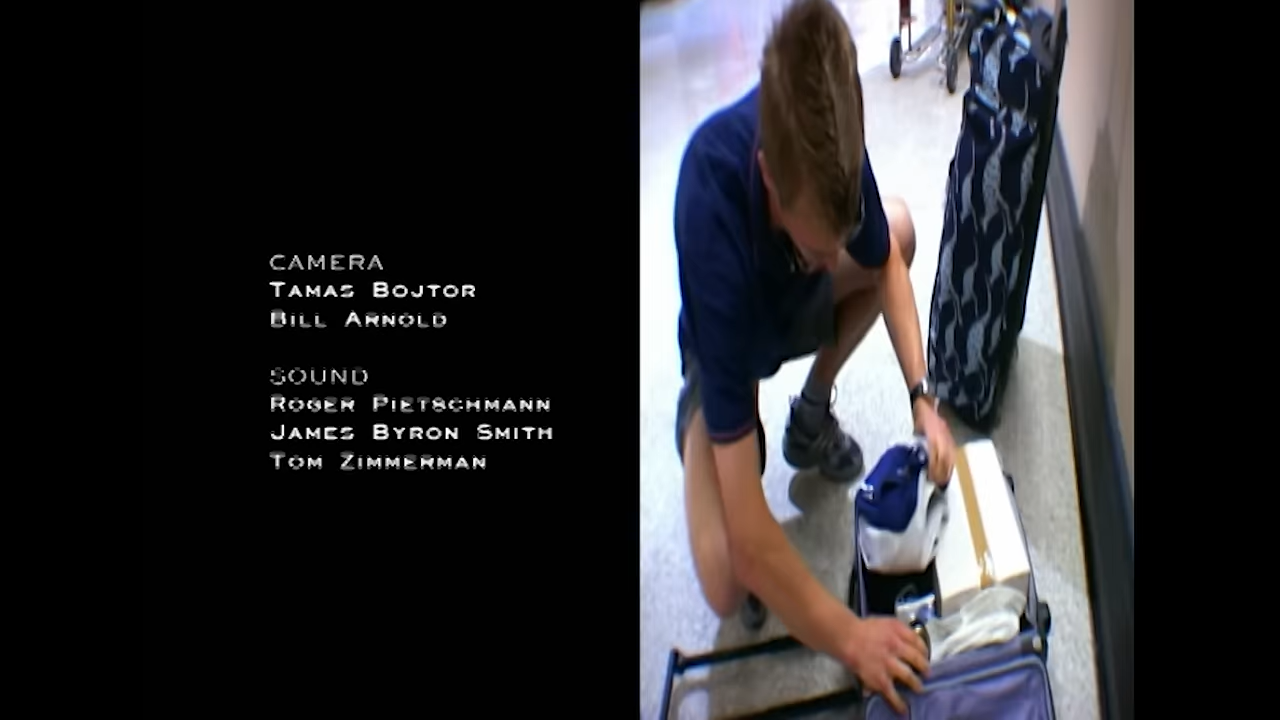 CAMERA
TAMAS BOJTOR
BILL ARNOLD
SOUND
ROGER PIETSCHMANN
JAMES BYRON SMITH
TOM ZIMMERMAN